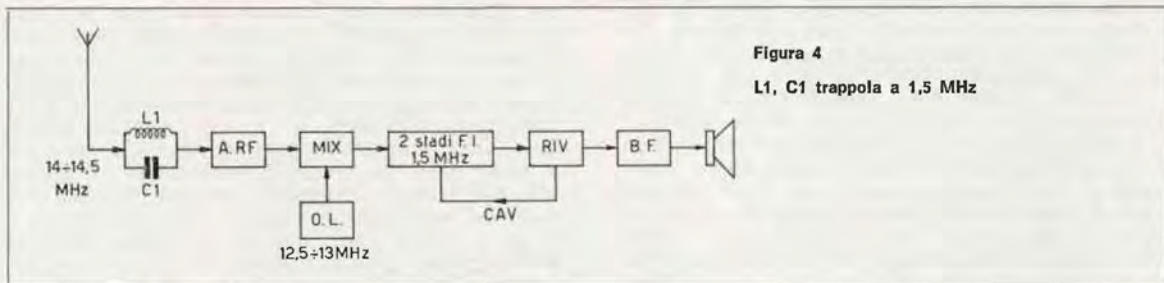 Figura 4
L1, C1 trappola a 1,5 MHz
L1
C1
14÷14,5
MHz
A.RF
MIX
O.L.
12,5÷13MHz
2 stadi F.I.
1,5 MHz
RIV
B.F.
CAV